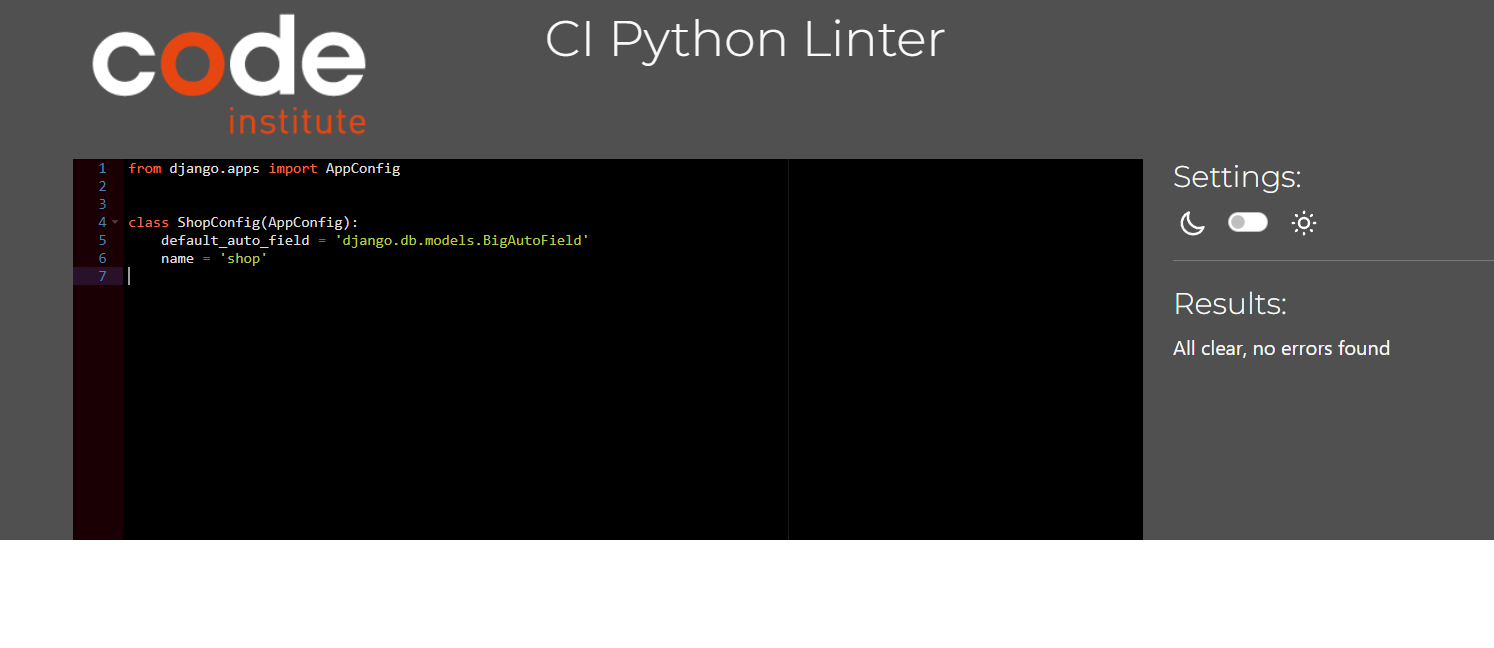 code
institute
CI Python Linter
1 from django.apps import AppConfig
2
3
4 class ShopConfig(AppConfig):
5     default_auto_field = 'django.db.models.BigAutoField'
6     name = 'shop'
7
Settings:
Results:
All clear, no errors found